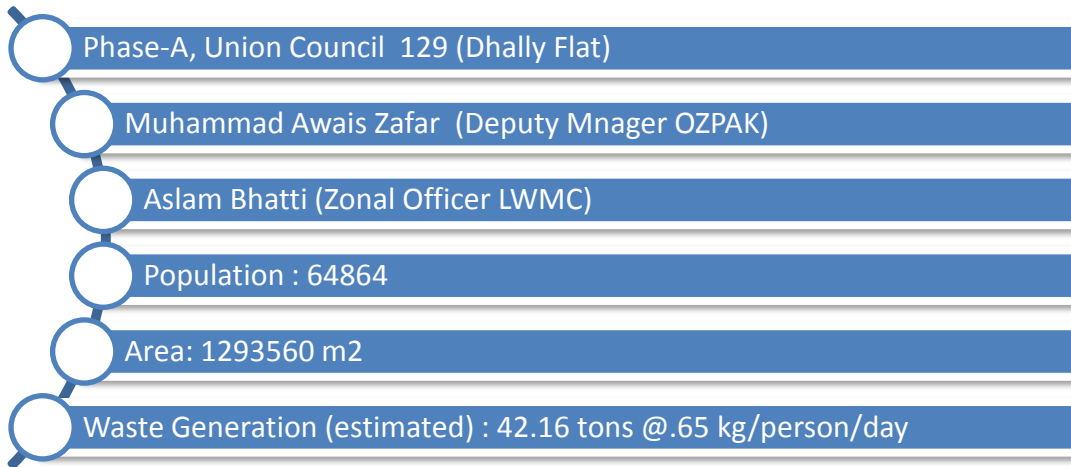 Phase-A, Union Council 129 (Dhally Flat)
Muhammad Awais Zafar (Deputy Mnager OZPAK)
Aslam Bhatti (Zonal Officer LWMC)
Population : 64864
Area: 1293560 m2
Waste Generation (estimated) : 42.16 tons @.65 kg/person/day